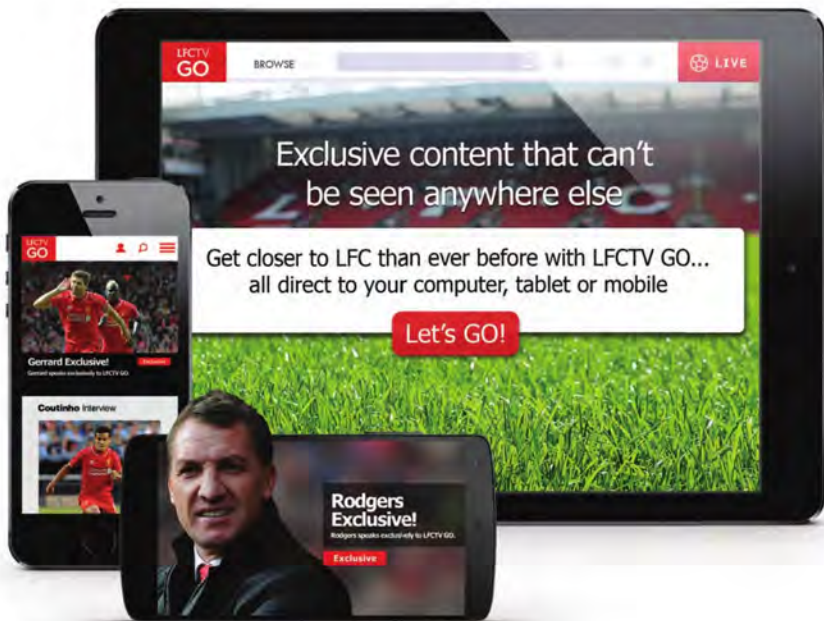 LFCTV
GO
BROWSE
LIVE
Exclusive content that can't
be seen anywhere else
L F C
Get closer to LFC than ever before with LFCTV GO...
all direct to your computer, tablet or mobile
Let's GO!
LFCTV
GO
Gerrard Exclusive!
Exclusive
Gerrard speaks exclusively to LFCTV GO.
Coutinho Interview
Rodgers
Exclusive!
Rodgers speaks exclusively to LFCTV GO.
Exclusive